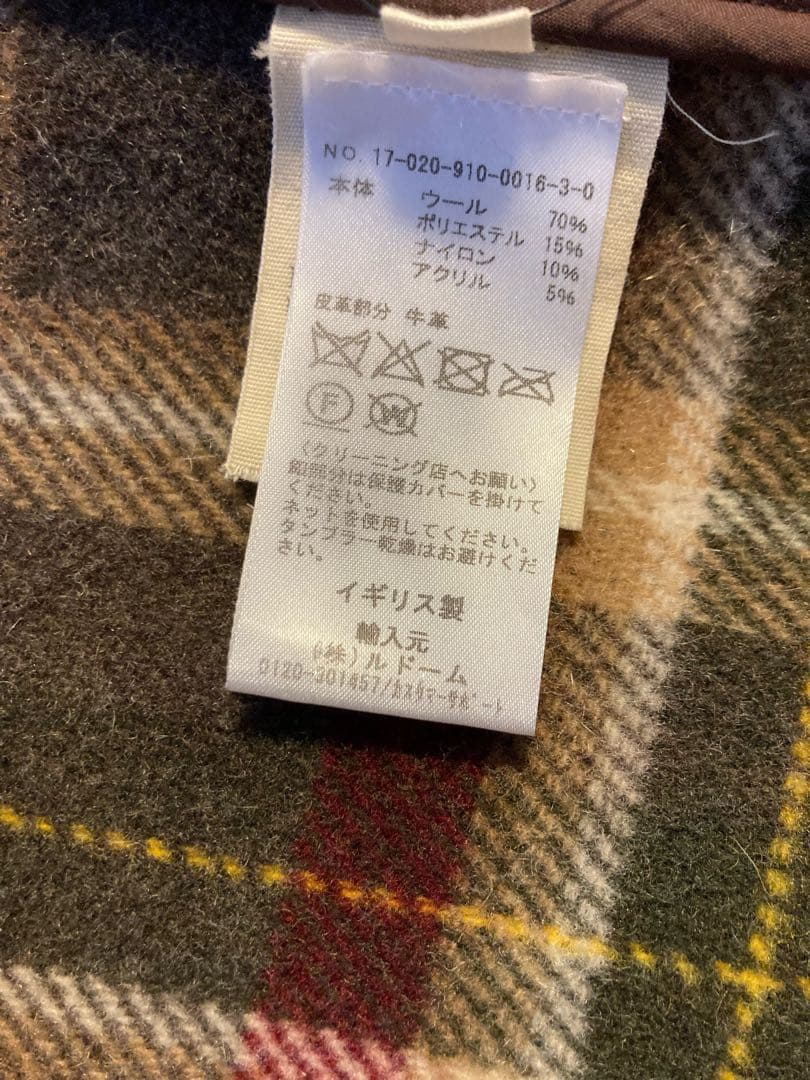 NO. 17-020-910-0016-3-0
本体 ウール 70%
ポリエステル 15%
ナイロン 10%
アクリル 5%
皮革部分 牛革
F W
(クリーニング店へお願い)
釦部分は保護カバーを掛けて
ください。
ネットを使用してください。
タンブラー乾燥はお避けくだ
さい。
イギリス製
輸入元
(株)ルドーム
0120-301457/ｶｽﾀﾏｰｻﾎﾟｰﾄ